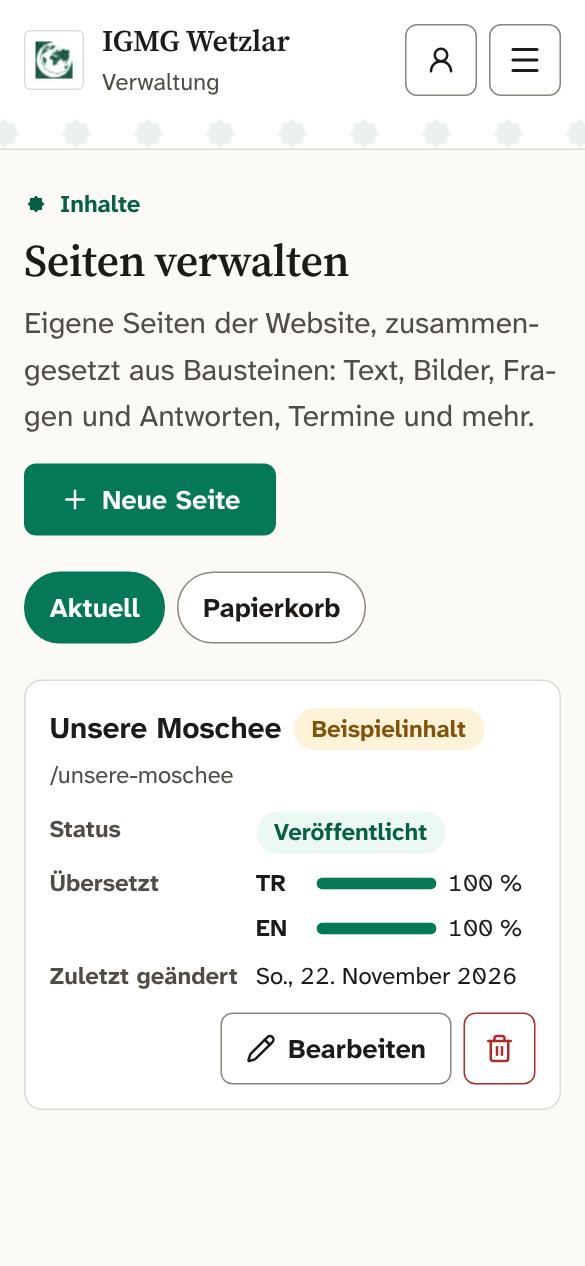 IGMG Wetzlar
Verwaltung
Inhalte
Seiten verwalten
Eigene Seiten der Website, zusammen-
gesetzt aus Bausteinen: Text, Bilder, Fra-
gen und Antworten, Termine und mehr.
Neue Seite
Aktuell Papierkorb
Unsere Moschee Beispielinhalt
/unsere-moschee
Status Veröffentlicht
Übersetzt TR 100 %
EN 100 %
Zuletzt geändert So., 22. November 2026
Bearbeiten